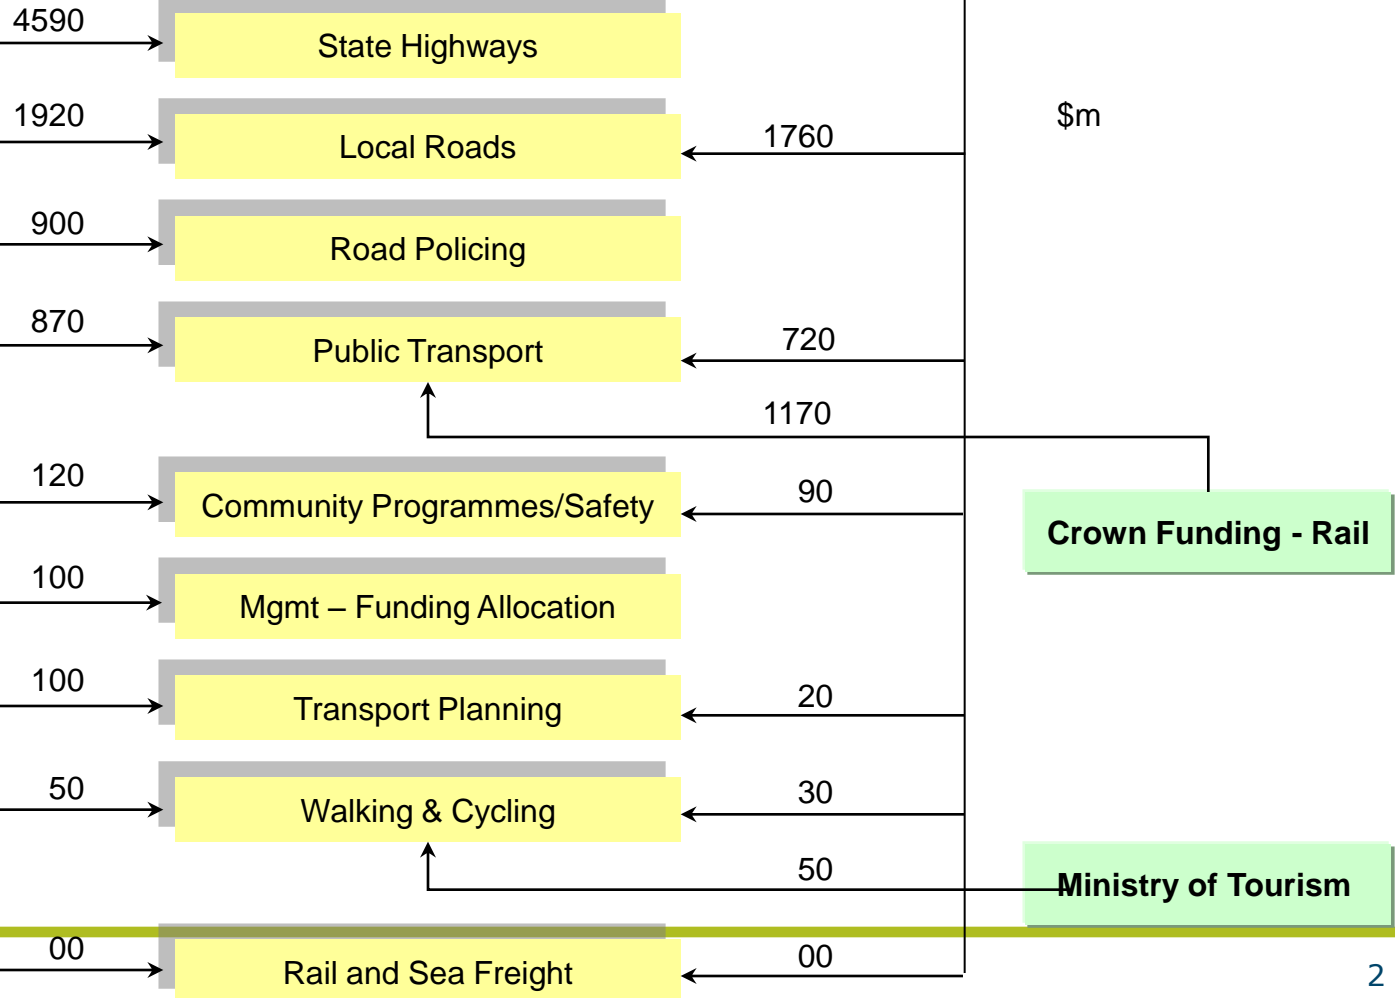 4590
State Highways
1920
Local Roads
1760
$m
900
Road Policing
870
Public Transport
720
1170
120
Community Programmes/Safety
90
Crown Funding - Rail
100
Mgmt – Funding Allocation
100
Transport Planning
20
50
Walking & Cycling
30
50
Ministry of Tourism
00
Rail and Sea Freight
00
2